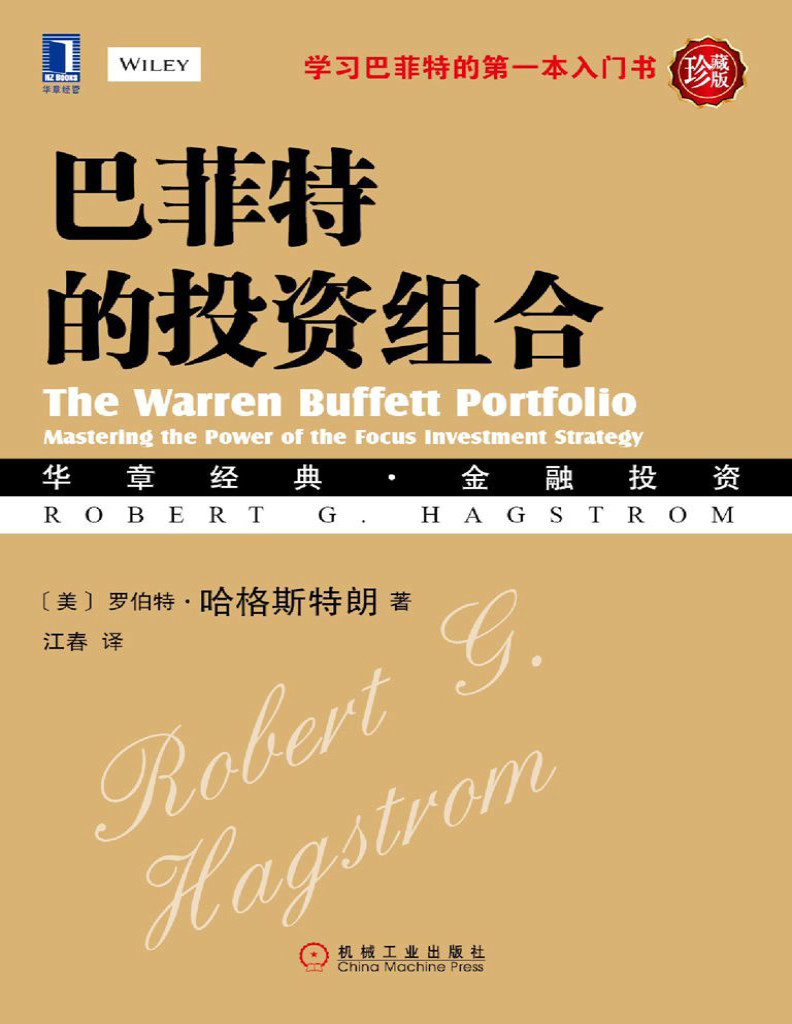 HZ Books
华章经管
WILEY
学习巴菲特的第一本入门书
珍藏版
巴菲特
的投资组合
The Warren Buffett Portfolio
Mastering the Power of the Focus Investment Strategy
华章经典·金融投资
ROBERT G. HAGSTROM
〔美〕罗伯特·哈格斯特朗 著
江春 译
Robert G.
Hagstrom
机械工业出版社
China Machine Press